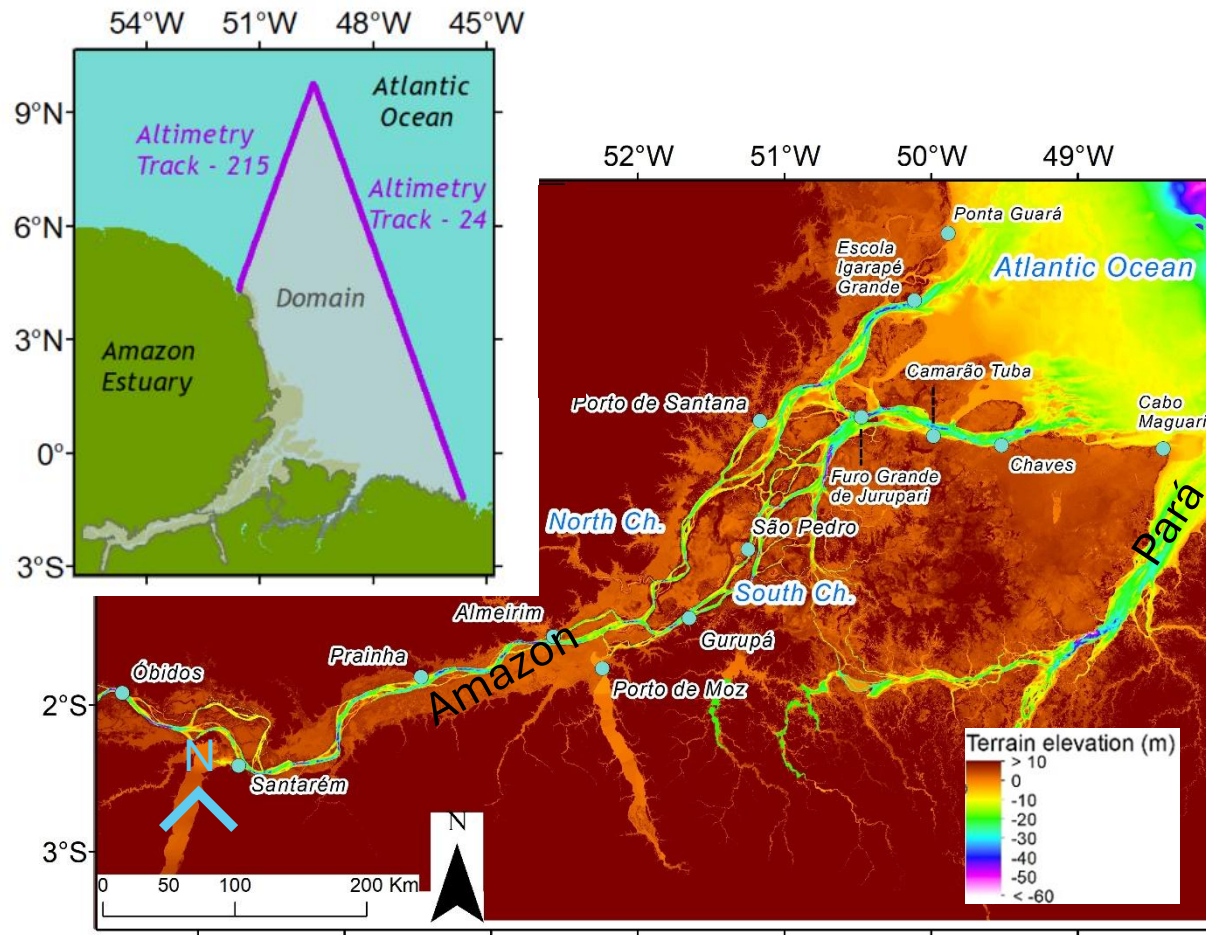 54°W 51°W 48°W 45°W
9°N
6°N
3°N
0°
3°S
Atlantic
Ocean
Altimetry
Track - 215
Altimetry
Track - 24
Domain
Amazon
Estuary
52°W 51°W 50°W 49°W
Ponta Guará
Escola
Igarapé
Grande
Atlantic Ocean
Camarão Tuba
Porto de Santana
Cabo
Maguari
Chaves
Furo Grande
de Jurupari
North Ch.
São Pedro
Pará
South Ch.
Almeirim
Gurupá
Prainha
Amazon
Porto de Moz
Óbidos
2°S
N
Santarém
3°S
N
0 50 100 200 Km
Terrain elevation (m)
> 10
0
-10
-20
-30
-40
-50
< -60